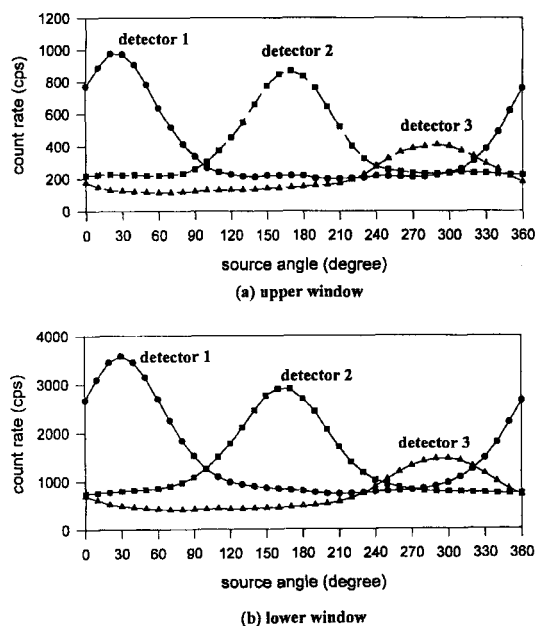 1200
1000
800
600
400
200
0
count rate (cps)
detector 1
detector 2
detector 3
0 30 60 90 120 150 180 210 240 270 300 330 360
source angle (degree)
(a) upper window
4000
3000
2000
1000
0
count rate (cps)
detector 1
detector 2
detector 3
0 30 60 90 120 150 180 210 240 270 300 330 360
source angle (degree)
(b) lower window